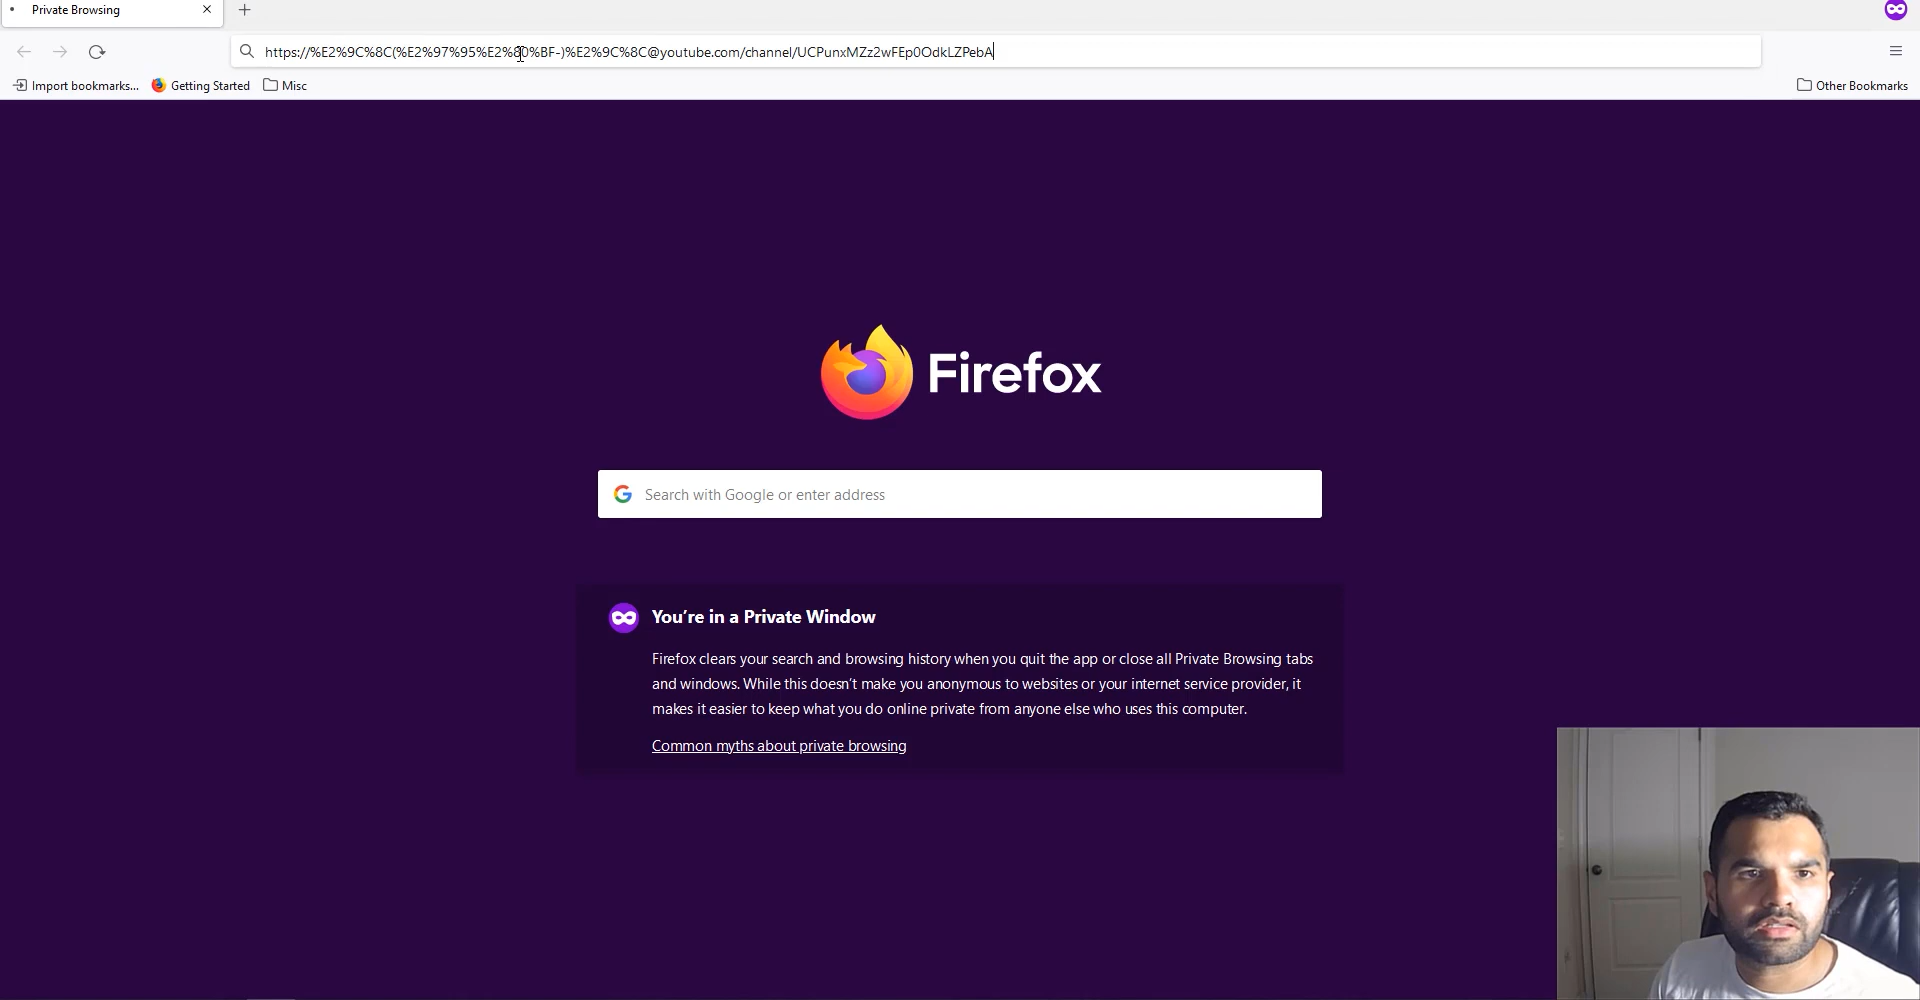 Private Browsing
https://%E2%9C%8C(%E2%97%95%E2%80%BF-)%E2%9C%8C@youtube.com/channel/UCPunxMZz2wFEp0OdkLZPebA
Import bookmarks... Getting Started Misc Other Bookmarks
Firefox
Search with Google or enter address
You're in a Private Window
Firefox clears your search and browsing history when you quit the app or close all Private Browsing tabs
and windows. While this doesn't make you anonymous to websites or your internet service provider, it
makes it easier to keep what you do online private from anyone else who uses this computer.
Common myths about private browsing